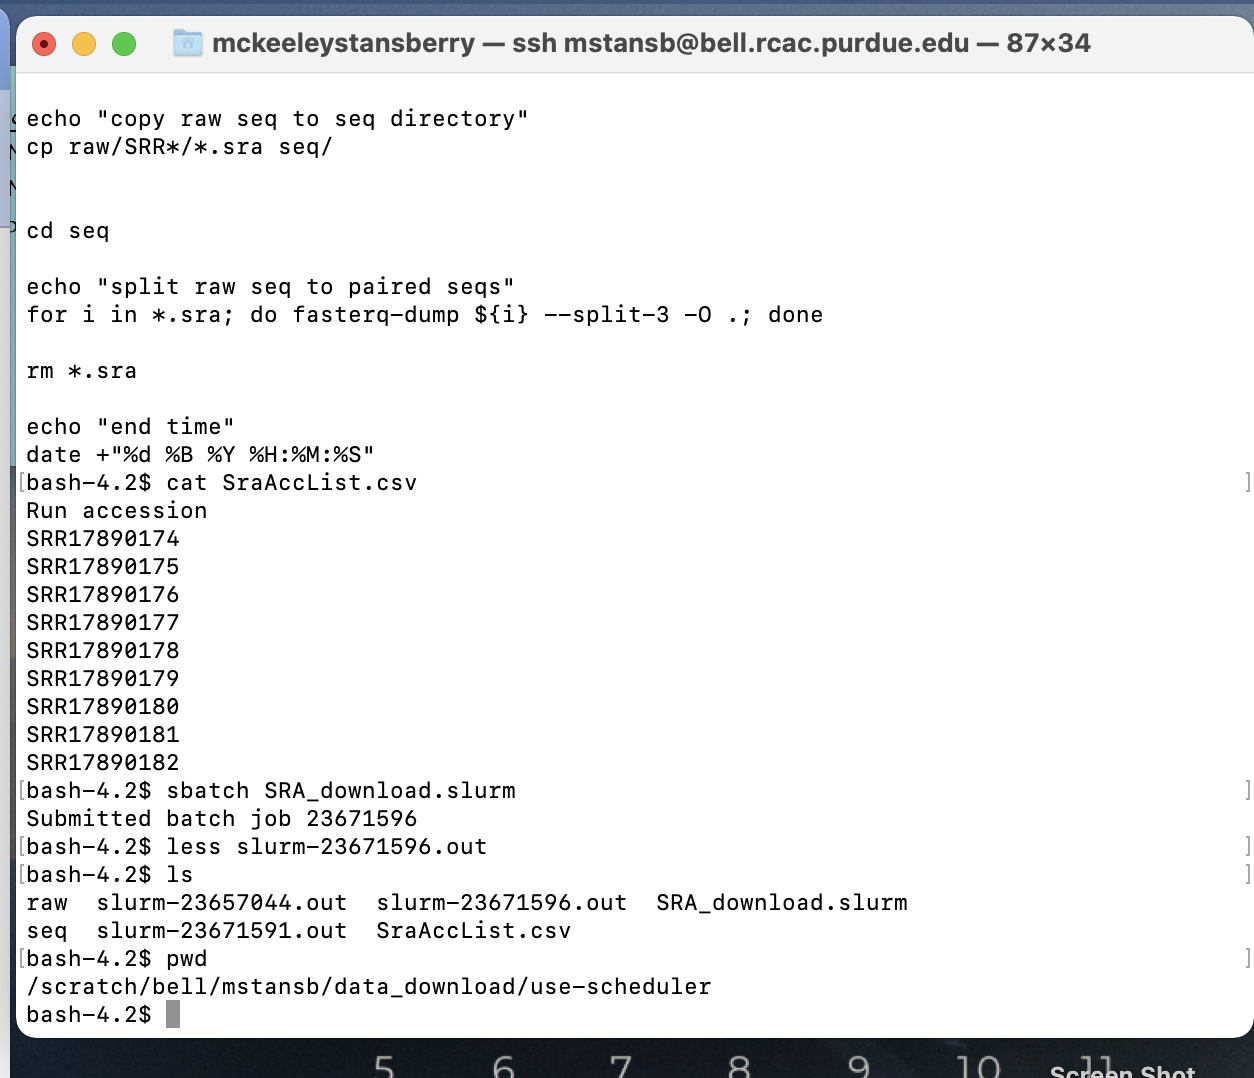 mckeeleystansberry — ssh mstansb@bell.rcac.purdue.edu — 87×34
echo "copy raw seq to seq directory"
cp raw/SRR*/*.sra seq/
cd seq
echo "split raw seq to paired seqs"
for i in *.sra; do fasterq-dump ${i} --split-3 -O .; done
rm *.sra
echo "end time"
date +"%d %B %Y %H:%M:%S"
[bash-4.2$ cat SraAccList.csv ]
Run accession
SRR17890174
SRR17890175
SRR17890176
SRR17890177
SRR17890178
SRR17890179
SRR17890180
SRR17890181
SRR17890182
[bash-4.2$ sbatch SRA_download.slurm ]
Submitted batch job 23671596
[bash-4.2$ less slurm-23671596.out ]
[bash-4.2$ ls ]
raw  slurm-23657044.out  slurm-23671596.out  SRA_download.slurm
seq  slurm-23671591.out  SraAccList.csv
[bash-4.2$ pwd ]
/scratch/bell/mstansb/data_download/use-scheduler
bash-4.2$
5 6 7 8 9 10 11
Screen Shot